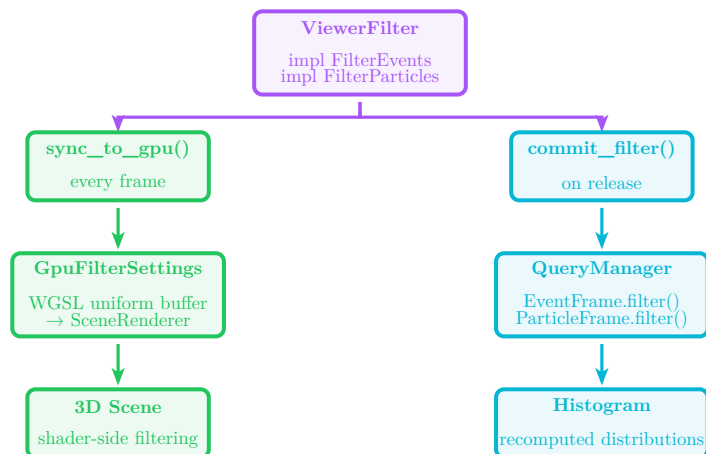 ViewerFilter
impl FilterEvents
impl FilterParticles
sync_to_gpu()
every frame
commit_filter()
on release
GpuFilterSettings
WGSL uniform buffer
→ SceneRenderer
QueryManager
EventFrame.filter()
ParticleFrame.filter()
3D Scene
shader-side filtering
Histogram
recomputed distributions